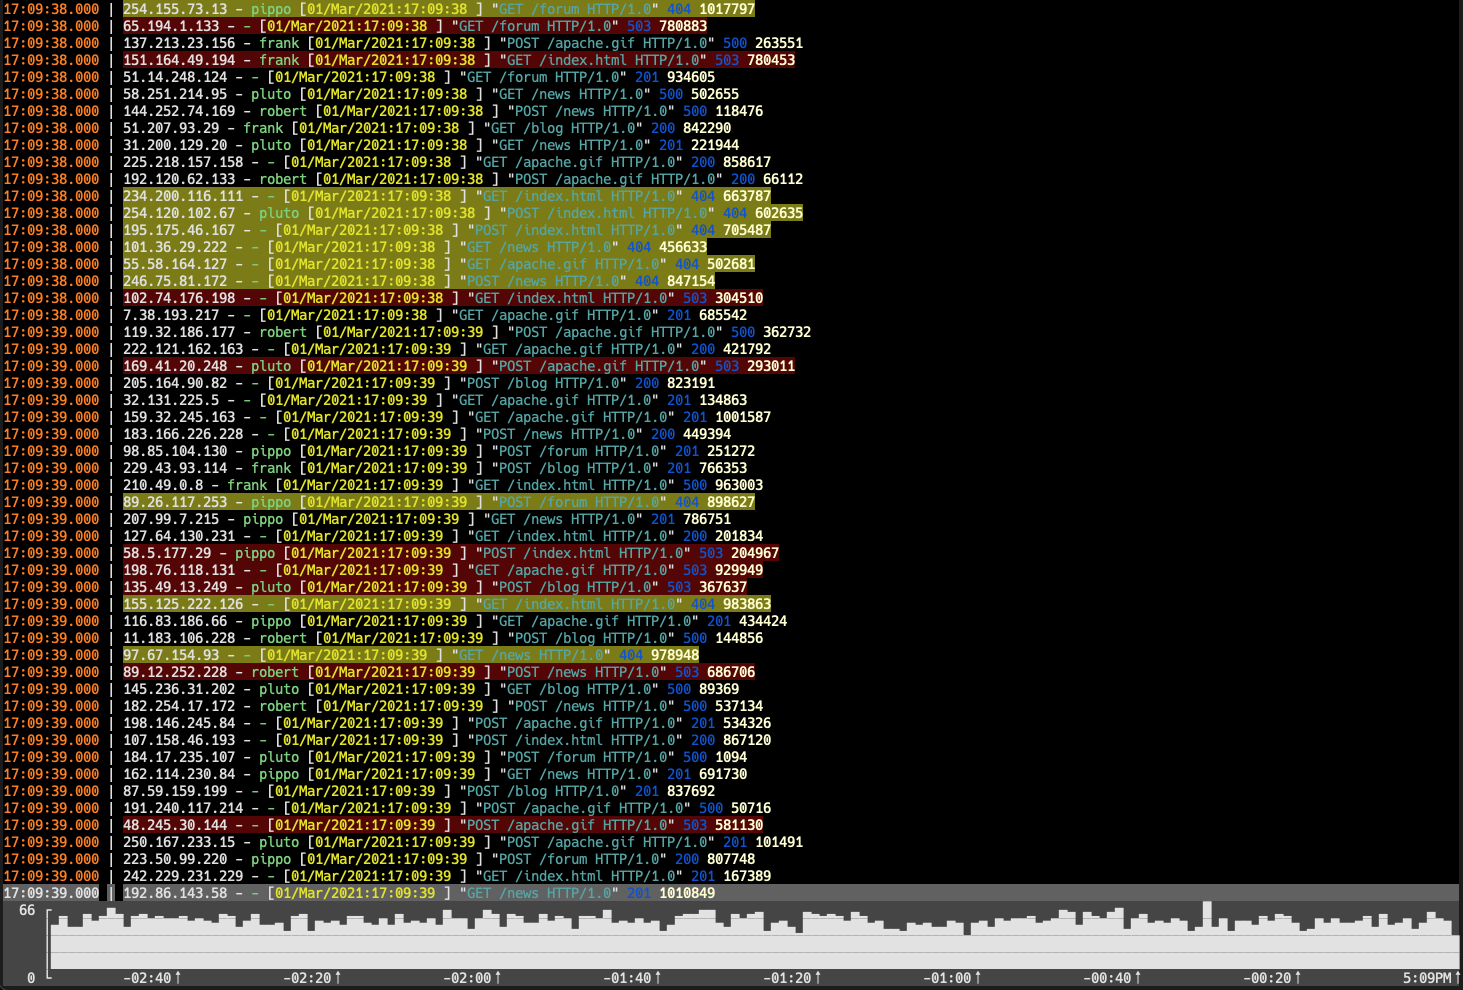 17:09:38.000 | 254.155.73.13 - pippo [01/Mar/2021:17:09:38 ] "GET /forum HTTP/1.0" 404 1017797
17:09:38.000 | 65.194.1.133 - - [01/Mar/2021:17:09:38 ] "GET /forum HTTP/1.0" 503 780883
17:09:38.000 | 137.213.23.156 - frank [01/Mar/2021:17:09:38 ] "POST /apache.gif HTTP/1.0" 500 263551
17:09:38.000 | 151.164.49.194 - frank [01/Mar/2021:17:09:38 ] "GET /index.html HTTP/1.0" 503 780453
17:09:38.000 | 51.14.248.124 - - [01/Mar/2021:17:09:38 ] "GET /forum HTTP/1.0" 201 934605
17:09:38.000 | 58.251.214.95 - pluto [01/Mar/2021:17:09:38 ] "GET /news HTTP/1.0" 500 502655
17:09:38.000 | 144.252.74.169 - robert [01/Mar/2021:17:09:38 ] "POST /news HTTP/1.0" 500 118476
17:09:38.000 | 51.207.93.29 - frank [01/Mar/2021:17:09:38 ] "GET /blog HTTP/1.0" 200 842290
17:09:38.000 | 31.200.129.20 - pluto [01/Mar/2021:17:09:38 ] "GET /news HTTP/1.0" 201 221944
17:09:38.000 | 225.218.157.158 - - [01/Mar/2021:17:09:38 ] "GET /apache.gif HTTP/1.0" 200 858617
17:09:38.000 | 192.120.62.133 - robert [01/Mar/2021:17:09:38 ] "POST /apache.gif HTTP/1.0" 200 66112
17:09:38.000 | 234.200.116.111 - - [01/Mar/2021:17:09:38 ] "GET /index.html HTTP/1.0" 404 663787
17:09:38.000 | 254.120.102.67 - pluto [01/Mar/2021:17:09:38 ] "POST /index.html HTTP/1.0" 404 602635
17:09:38.000 | 195.175.46.167 - - [01/Mar/2021:17:09:38 ] "POST /index.html HTTP/1.0" 404 705487
17:09:38.000 | 101.36.29.222 - - [01/Mar/2021:17:09:38 ] "GET /news HTTP/1.0" 404 456633
17:09:38.000 | 55.58.164.127 - - [01/Mar/2021:17:09:38 ] "GET /apache.gif HTTP/1.0" 404 502681
17:09:38.000 | 246.75.81.172 - - [01/Mar/2021:17:09:38 ] "POST /news HTTP/1.0" 404 847154
17:09:38.000 | 102.74.176.198 - - [01/Mar/2021:17:09:38 ] "GET /index.html HTTP/1.0" 503 304510
17:09:38.000 | 7.38.193.217 - - [01/Mar/2021:17:09:38 ] "GET /apache.gif HTTP/1.0" 201 685542
17:09:39.000 | 119.32.186.177 - robert [01/Mar/2021:17:09:39 ] "POST /apache.gif HTTP/1.0" 500 362732
17:09:39.000 | 222.121.162.163 - - [01/Mar/2021:17:09:39 ] "GET /apache.gif HTTP/1.0" 200 421792
17:09:39.000 | 169.41.20.248 - pluto [01/Mar/2021:17:09:39 ] "POST /apache.gif HTTP/1.0" 503 293011
17:09:39.000 | 205.164.90.82 - - [01/Mar/2021:17:09:39 ] "POST /blog HTTP/1.0" 200 823191
17:09:39.000 | 32.131.225.5 - - [01/Mar/2021:17:09:39 ] "GET /apache.gif HTTP/1.0" 201 134863
17:09:39.000 | 159.32.245.163 - - [01/Mar/2021:17:09:39 ] "GET /apache.gif HTTP/1.0" 201 1001587
17:09:39.000 | 183.166.226.228 - - [01/Mar/2021:17:09:39 ] "POST /news HTTP/1.0" 200 449394
17:09:39.000 | 98.85.104.130 - pippo [01/Mar/2021:17:09:39 ] "POST /forum HTTP/1.0" 201 251272
17:09:39.000 | 229.43.93.114 - frank [01/Mar/2021:17:09:39 ] "POST /blog HTTP/1.0" 201 766353
17:09:39.000 | 210.49.0.8 - frank [01/Mar/2021:17:09:39 ] "GET /index.html HTTP/1.0" 500 963003
17:09:39.000 | 89.26.117.253 - pippo [01/Mar/2021:17:09:39 ] "POST /forum HTTP/1.0" 404 898627
17:09:39.000 | 207.99.7.215 - pippo [01/Mar/2021:17:09:39 ] "GET /news HTTP/1.0" 201 786751
17:09:39.000 | 127.64.130.231 - - [01/Mar/2021:17:09:39 ] "GET /index.html HTTP/1.0" 200 201834
17:09:39.000 | 58.5.177.29 - pippo [01/Mar/2021:17:09:39 ] "POST /index.html HTTP/1.0" 503 204967
17:09:39.000 | 198.76.118.131 - - [01/Mar/2021:17:09:39 ] "GET /apache.gif HTTP/1.0" 503 929949
17:09:39.000 | 135.49.13.249 - pluto [01/Mar/2021:17:09:39 ] "POST /blog HTTP/1.0" 503 367637
17:09:39.000 | 155.125.222.126 - - [01/Mar/2021:17:09:39 ] "GET /index.html HTTP/1.0" 404 983863
17:09:39.000 | 116.83.186.66 - pippo [01/Mar/2021:17:09:39 ] "GET /apache.gif HTTP/1.0" 201 434424
17:09:39.000 | 11.183.106.228 - robert [01/Mar/2021:17:09:39 ] "POST /blog HTTP/1.0" 500 144856
17:09:39.000 | 97.67.154.93 - - [01/Mar/2021:17:09:39 ] "GET /news HTTP/1.0" 404 978948
17:09:39.000 | 89.12.252.228 - robert [01/Mar/2021:17:09:39 ] "POST /news HTTP/1.0" 503 686706
17:09:39.000 | 145.236.31.202 - pluto [01/Mar/2021:17:09:39 ] "GET /blog HTTP/1.0" 500 89369
17:09:39.000 | 182.254.17.172 - robert [01/Mar/2021:17:09:39 ] "POST /news HTTP/1.0" 500 537134
17:09:39.000 | 198.146.245.84 - - [01/Mar/2021:17:09:39 ] "POST /apache.gif HTTP/1.0" 201 534326
17:09:39.000 | 107.158.46.193 - - [01/Mar/2021:17:09:39 ] "POST /index.html HTTP/1.0" 200 867120
17:09:39.000 | 184.17.235.107 - pluto [01/Mar/2021:17:09:39 ] "POST /forum HTTP/1.0" 500 1094
17:09:39.000 | 162.114.230.84 - pippo [01/Mar/2021:17:09:39 ] "GET /news HTTP/1.0" 201 691730
17:09:39.000 | 87.59.159.199 - - [01/Mar/2021:17:09:39 ] "POST /blog HTTP/1.0" 201 837692
17:09:39.000 | 191.240.117.214 - - [01/Mar/2021:17:09:39 ] "POST /apache.gif HTTP/1.0" 500 50716
17:09:39.000 | 48.245.30.144 - - [01/Mar/2021:17:09:39 ] "POST /apache.gif HTTP/1.0" 503 581130
17:09:39.000 | 250.167.233.15 - pluto [01/Mar/2021:17:09:39 ] "POST /apache.gif HTTP/1.0" 201 101491
17:09:39.000 | 223.50.99.220 - pippo [01/Mar/2021:17:09:39 ] "POST /forum HTTP/1.0" 200 807748
17:09:39.000 | 242.229.231.229 - - [01/Mar/2021:17:09:39 ] "GET /index.html HTTP/1.0" 201 167389
17:09:39.000 | 192.86.143.58 - - [01/Mar/2021:17:09:39 ] "GET /news HTTP/1.0" 201 1010849
66
0 -02:40↑ -02:20↑ -02:00↑ -01:40↑ -01:20↑ -01:00↑ -00:40↑ -00:20↑ 5:09PM↑